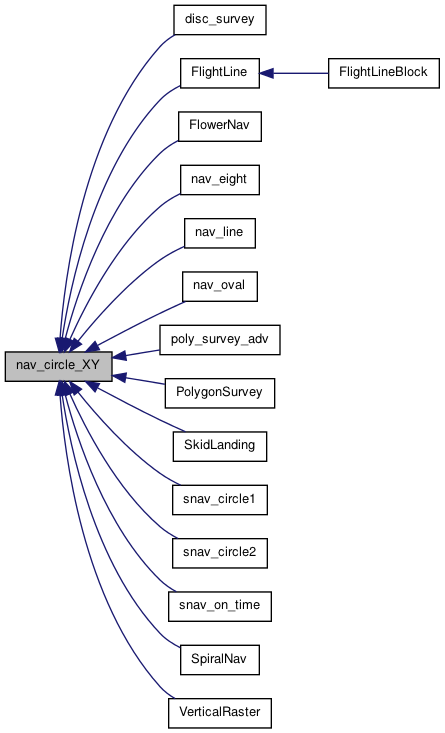 disc_survey
FlightLine
FlightLineBlock
FlowerNav
nav_eight
nav_line
nav_oval
poly_survey_adv
nav_circle_XY
PolygonSurvey
SkidLanding
snav_circle1
snav_circle2
snav_on_time
SpiralNav
VerticalRaster